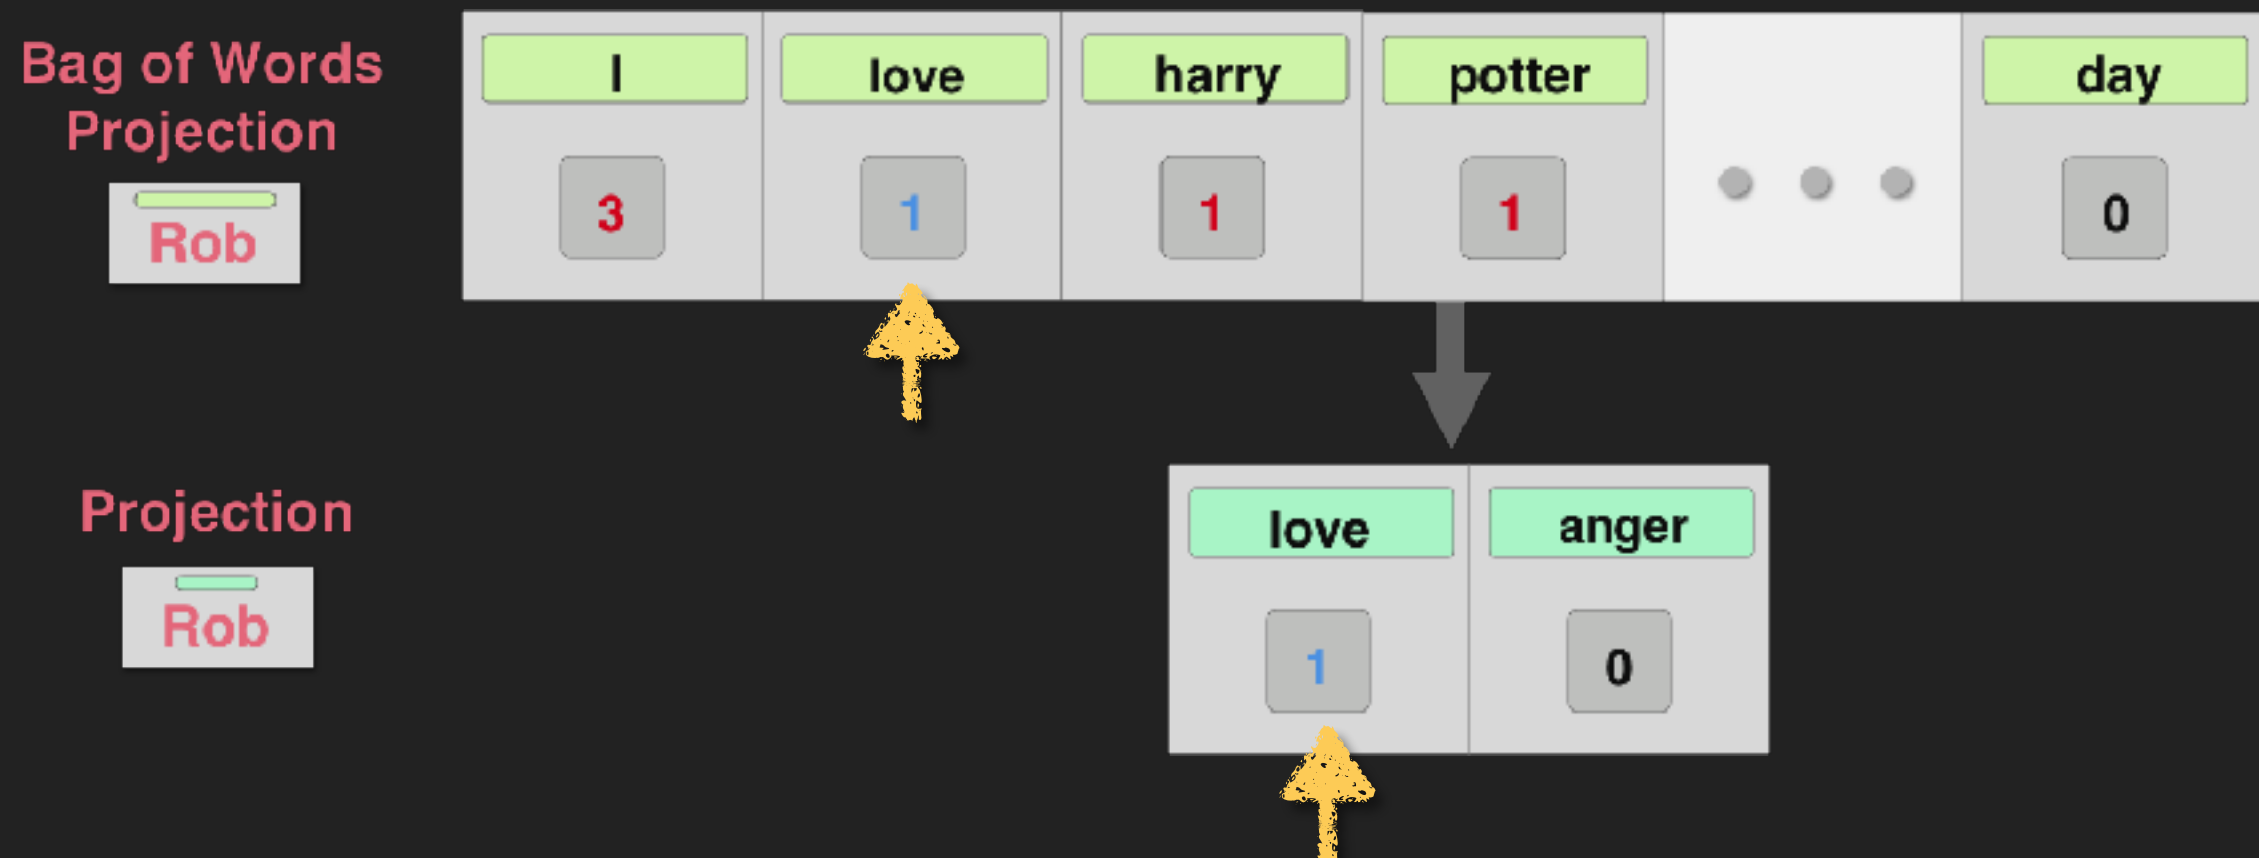 Bag of Words
Projection
Rob
I love harry potter day
3 1 1 1 0
Projection
Rob
love anger
1 0